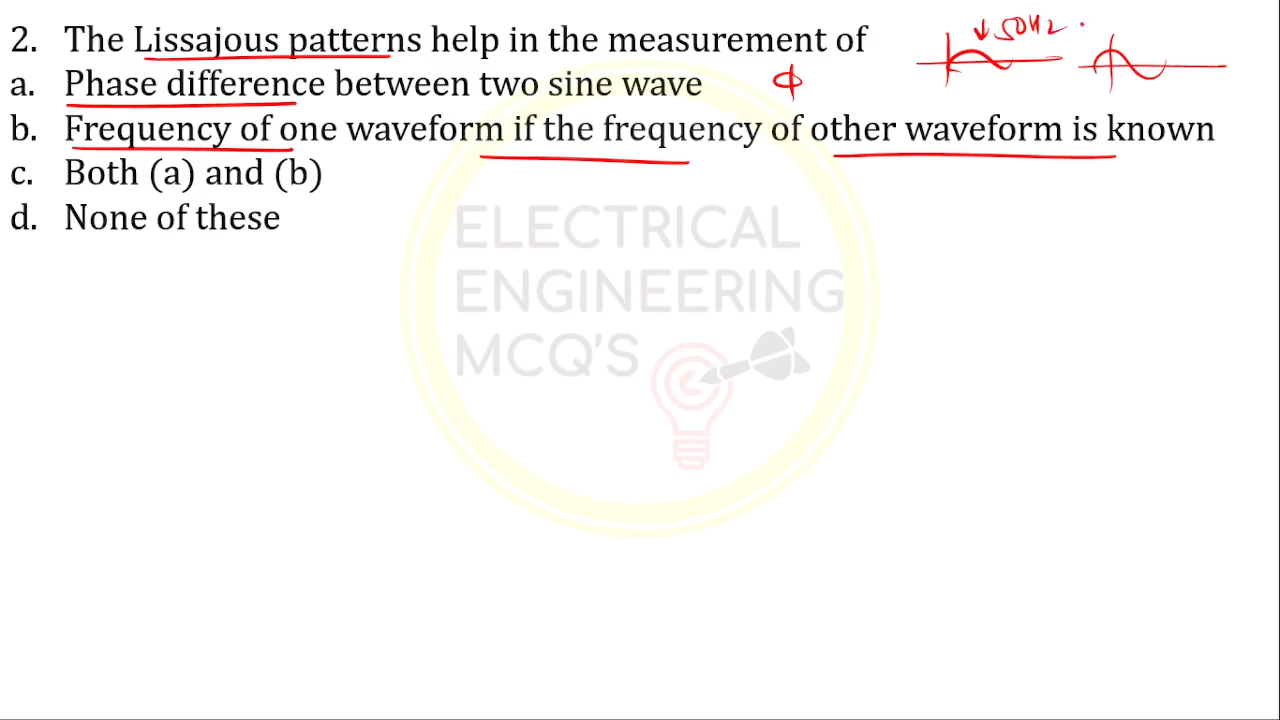 2. The Lissajous patterns help in the measurement of
↓50Hz
a. Phase difference between two sine wave
ϕ
b. Frequency of one waveform if the frequency of other waveform is known
c. Both (a) and (b)
d. None of these
ELECTRICAL
ENGINEERING
MCQ'S